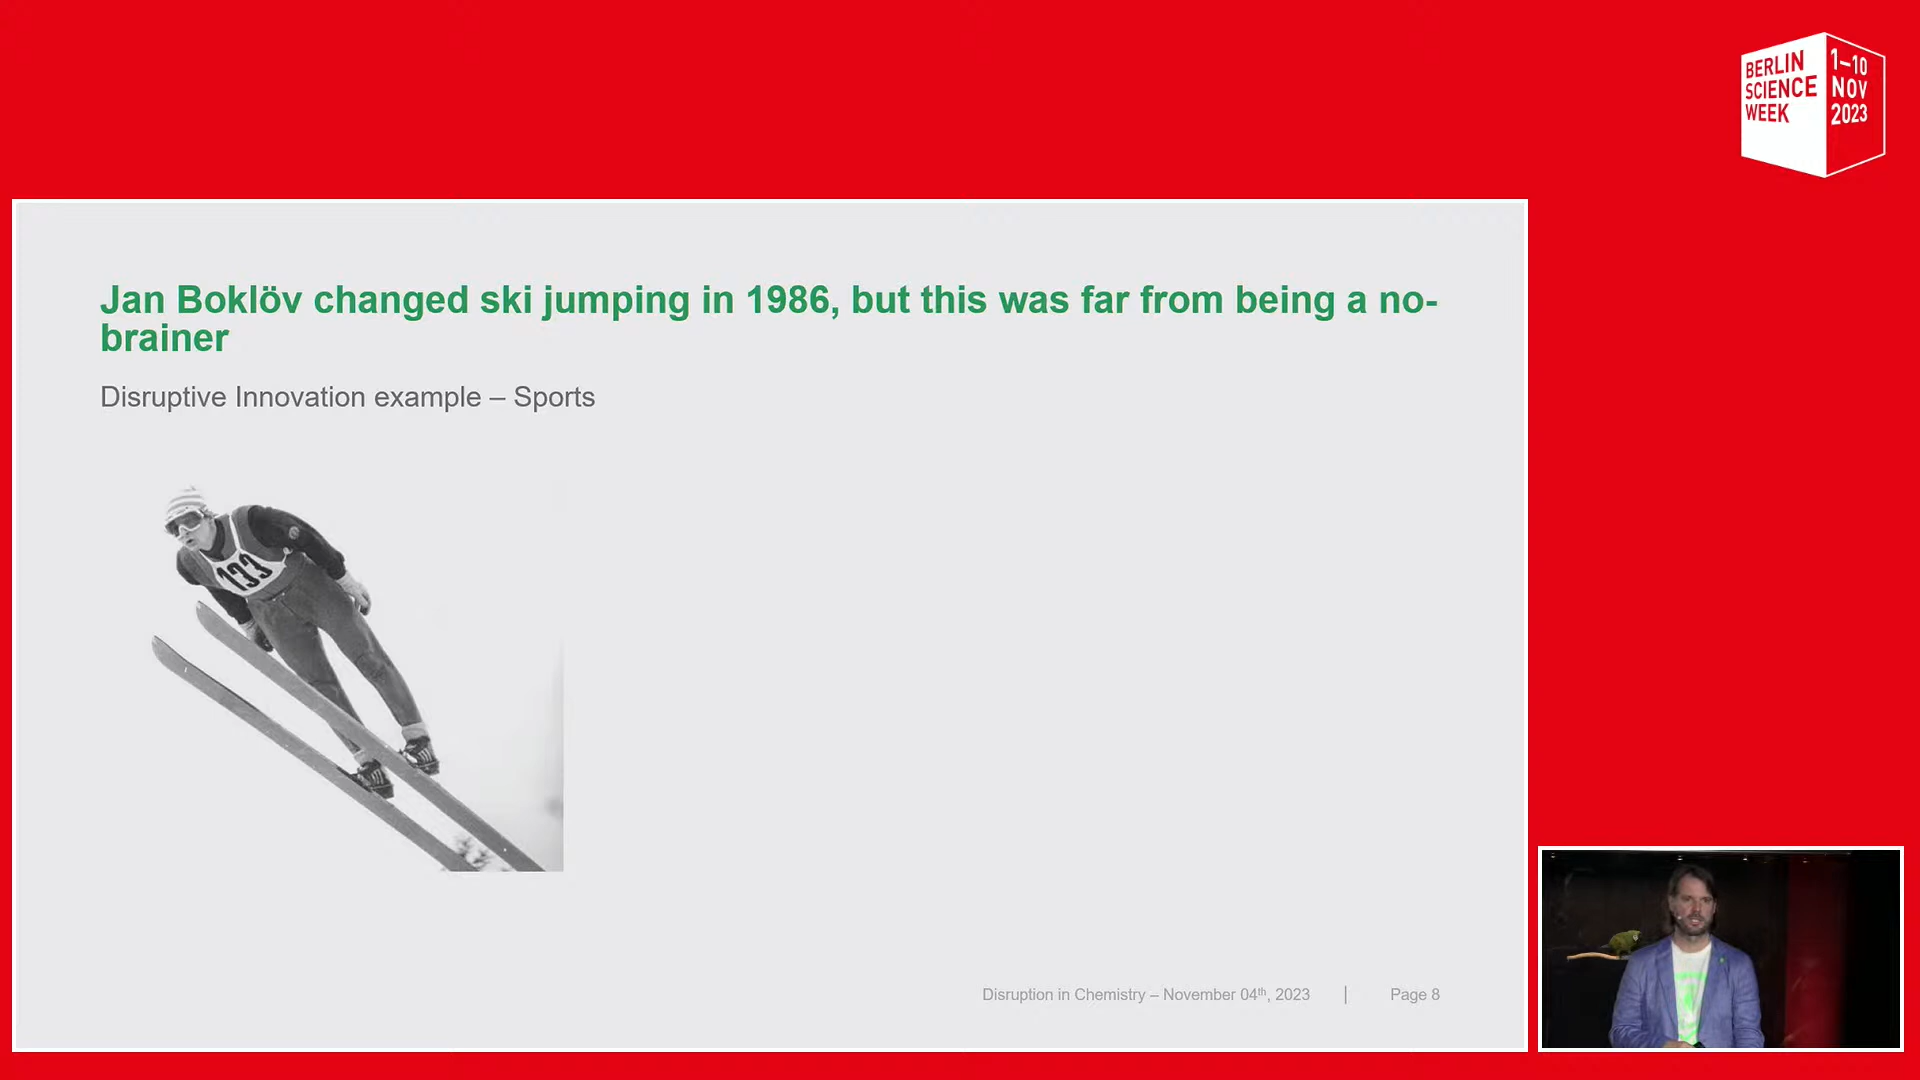 BERLIN
SCIENCE
WEEK
1–10
NOV
2023
Jan Boklöv changed ski jumping in 1986, but this was far from being a no-
brainer
Disruptive Innovation example – Sports
133
Disruption in Chemistry – November 04th, 2023 | Page 8